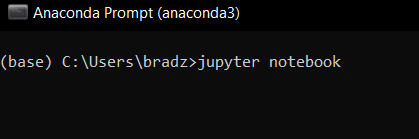 Anaconda Prompt (anaconda3)
(base) C:\Users\bradz>jupyter notebook